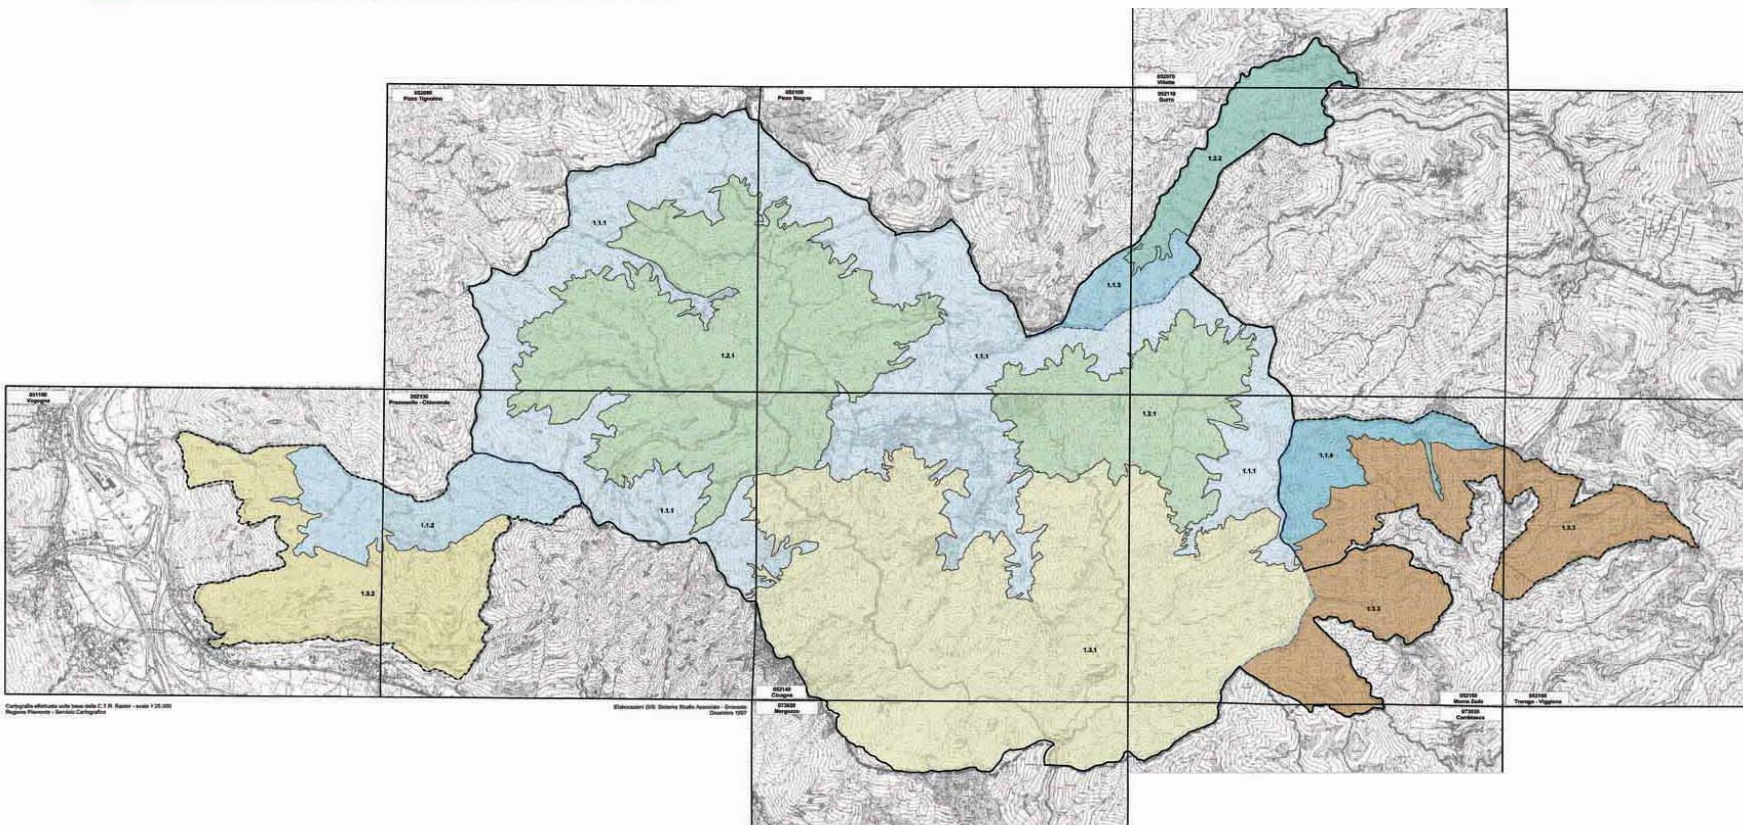 052070
Villette
052090
Pizzo Tignolino
052100
Pizzo Stagno
052110
Gurro
1.2.2
1.1.1
1.1.3
1.2.1
1.1.1
051160
Vogogna
052130
Premosello - Chiovenda
1.2.1
1.1.4
1.1.1
1.1.2
1.1.1
1.3.3
1.3.2
1.3.3
1.3.1
052140
Cicogna
073020
Mergozzo
052150
Monte Zeda
073030
Cambiasca
052160
Trarego - Viggiona
Cartografia effettuata sulla base della C.T.R. Raster - scala 1:25.000
Regione Piemonte - Servizio Cartografico
Elaborazioni GIS: Sistema Studio Associato - Gressoto
Dicembre 1997